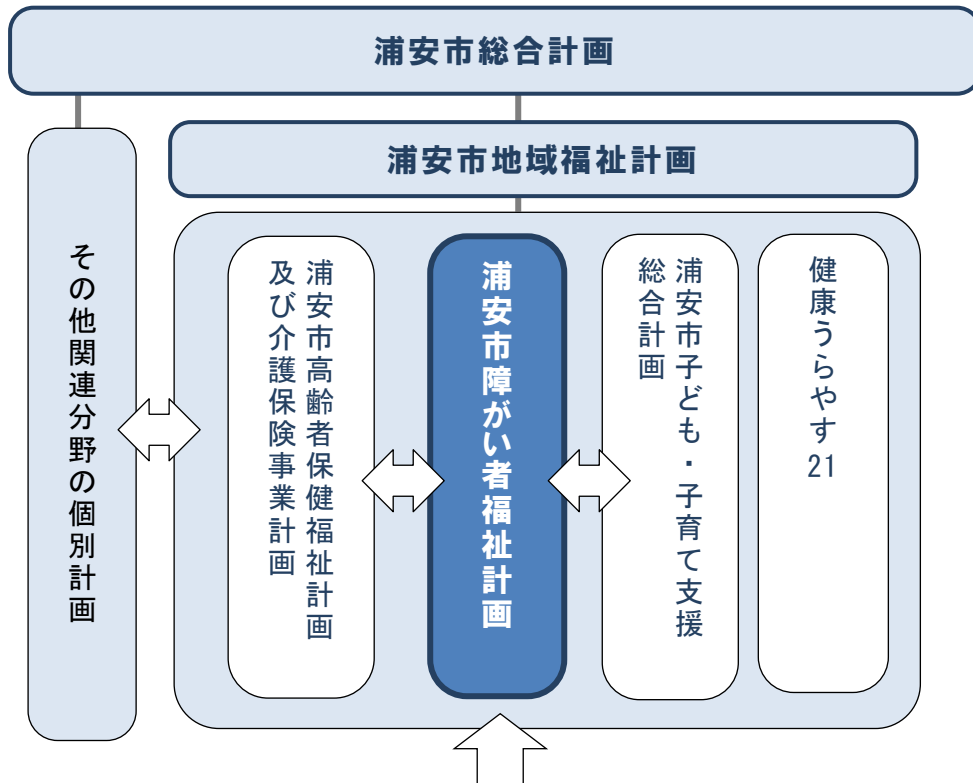 浦安市総合計画
浦安市地域福祉計画
その他関連分野の個別計画
浦安市高齢者保健福祉計画
及び介護保険事業計画
浦安市障がい者福祉計画
浦安市子ども・子育て支援
総合計画
健康うらやす21